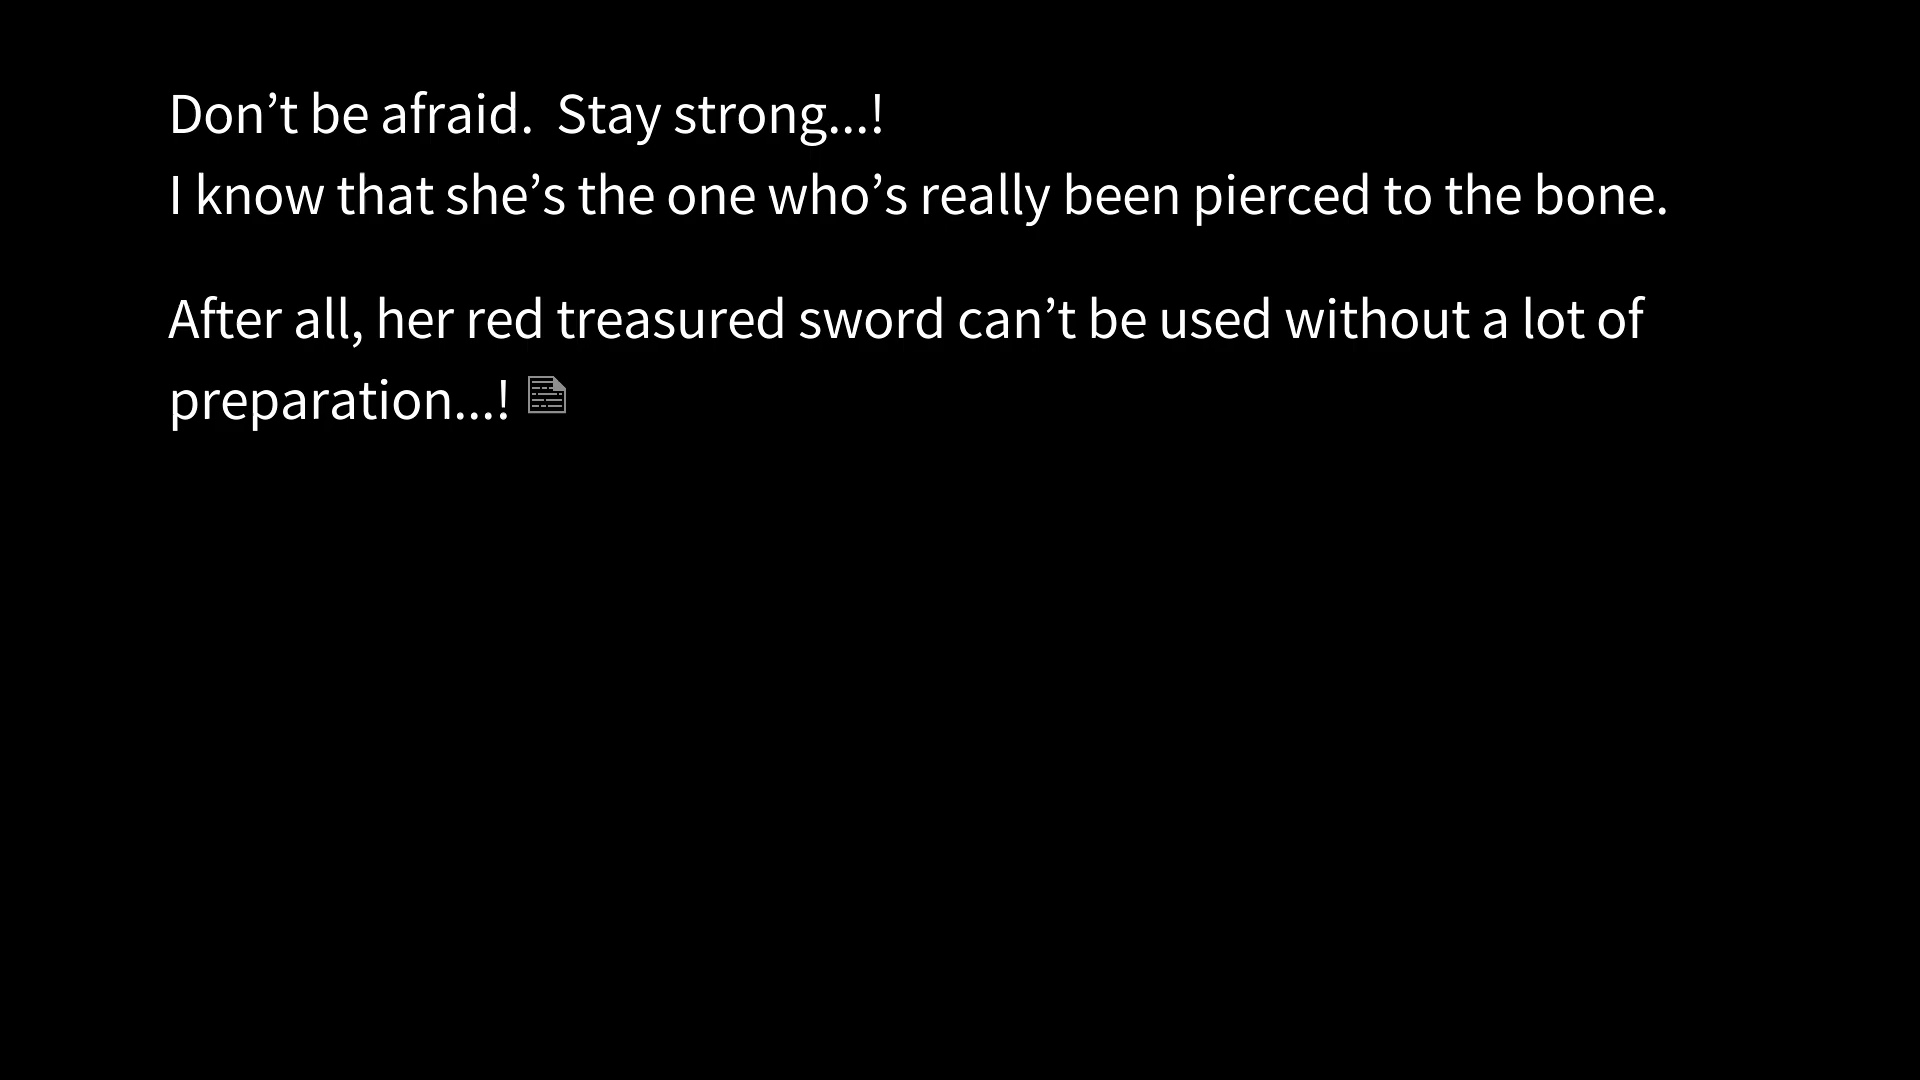 Don’t be afraid.  Stay strong...!
I know that she’s the one who’s really been pierced to the bone.
After all, her red treasured sword can’t be used without a lot of
preparation...!